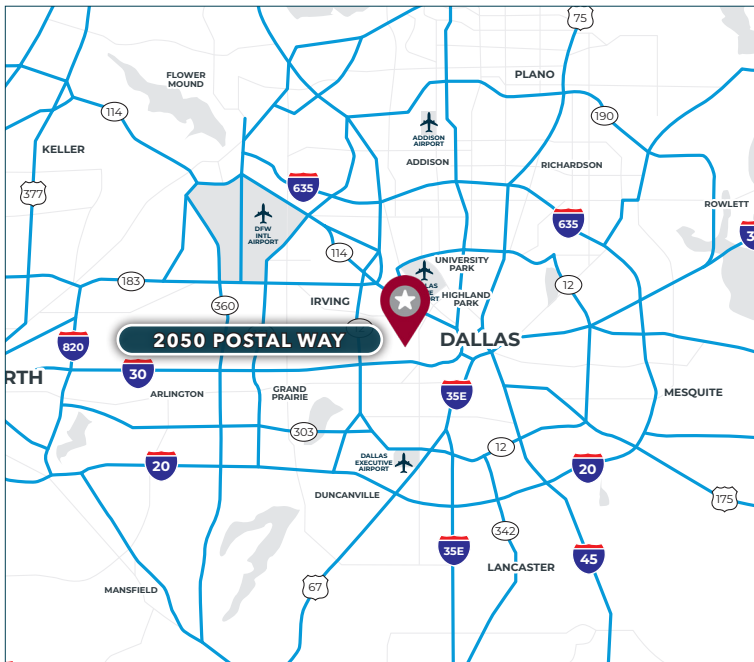 75
FLOWER
MOUND
PLANO
114
190
ADDISON
AIRPORT
KELLER
ADDISON
RICHARDSON
377
635
ROWLETT
DFW
INTL
AIRPORT
635
114
UNIVERSITY
PARK
183
12
360
IRVING
HIGHLAND
PARK
2050 POSTAL WAY
DALLAS
820
30
RTH
ARLINGTON
GRAND
PRAIRIE
35E
MESQUITE
303
12
DALLAS
EXECUTIVE
AIRPORT
20
20
DUNCANVILLE
175
342
35E
45
LANCASTER
MANSFIELD
67